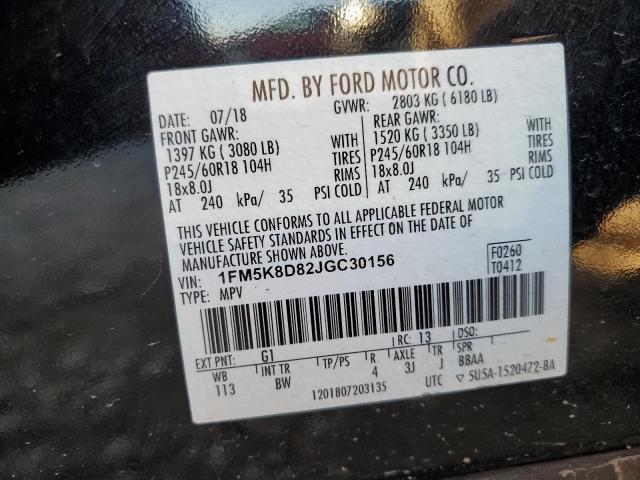 MFD. BY FORD MOTOR CO.
DATE: 07/18 GVWR: 2803 KG ( 6180 LB)
FRONT GAWR: REAR GAWR:
1397 KG ( 3080 LB) WITH 1520 KG ( 3350 LB) WITH
P245/60R18 104H TIRES P245/60R18 104H TIRES
18x8.0J RIMS 18x8.0J RIMS
AT 240 kPa/ 35 PSI COLD AT 240 kPa/ 35 PSI COLD
THIS VEHICLE CONFORMS TO ALL APPLICABLE FEDERAL MOTOR
VEHICLE SAFETY STANDARDS IN EFFECT ON THE DATE OF
MANUFACTURE SHOWN ABOVE.
VIN: 1FM5K8D82JGC30156 F0260
TYPE: MPV T0412
EXT PNT: G1 RC: 13 DSO:
WB INT TR TP/PS R AXLE TR SPR
113 BW 4 3J J BBAA
1201807203135 UTC ▽ 5U5A-1520472-BA